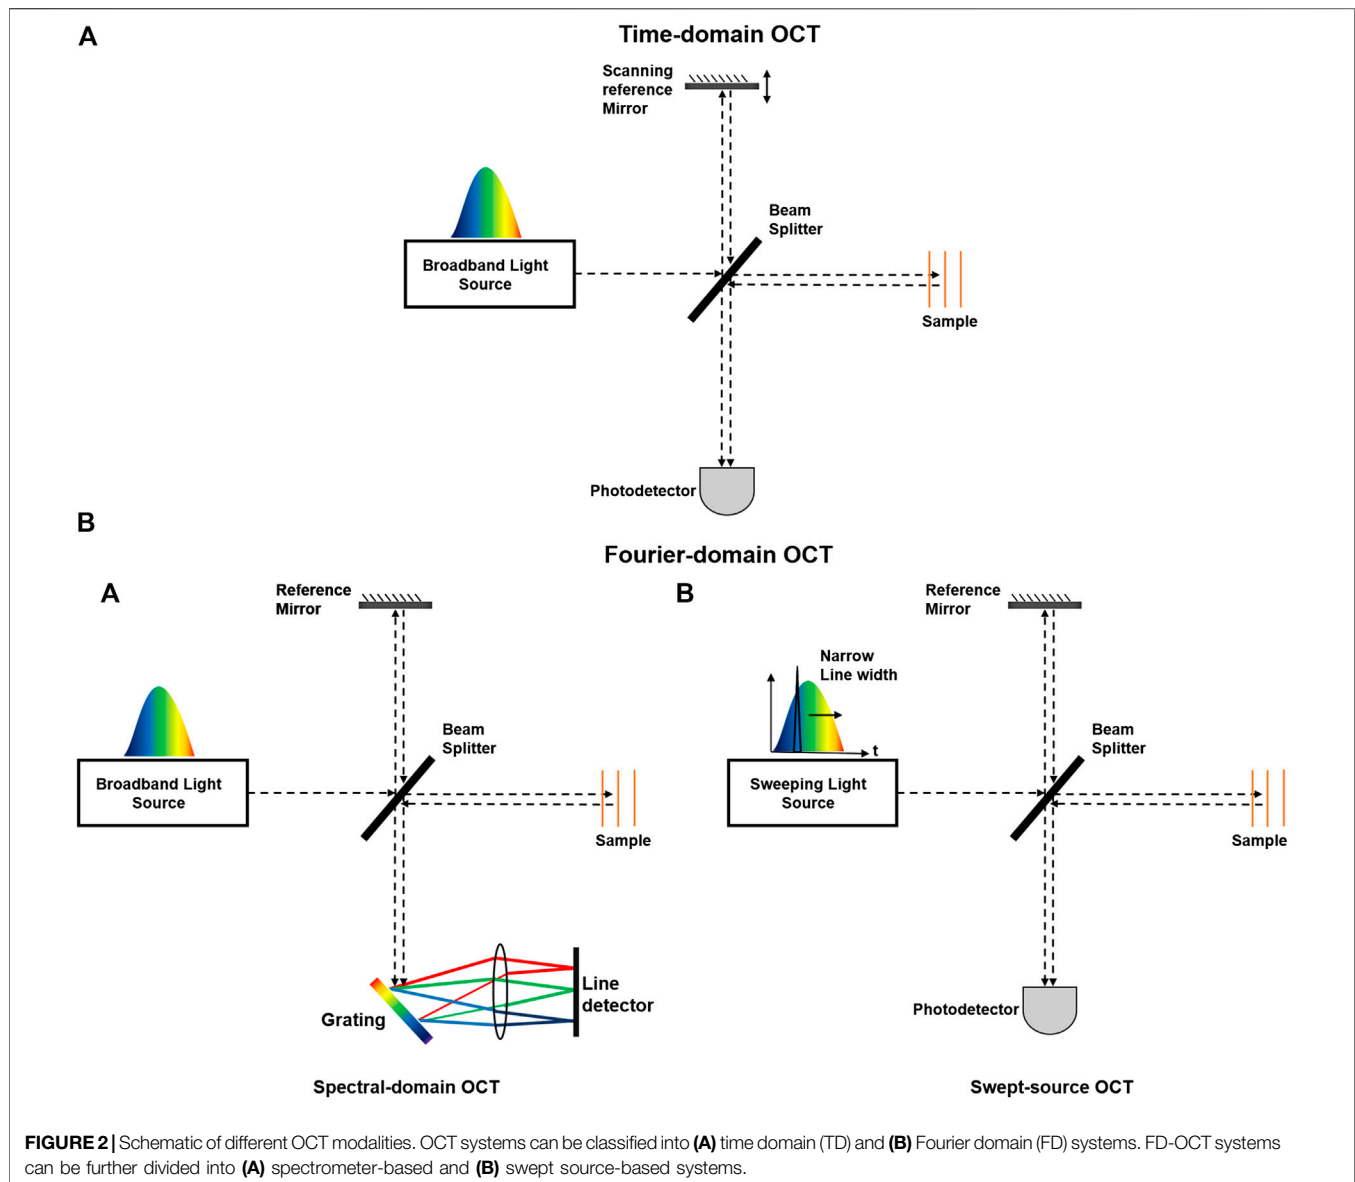 A
Time-domain OCT
Scanning
reference
Mirror
Beam
Splitter
Broadband Light
Source
Sample
Photodetector
B
Fourier-domain OCT
A
Reference
Mirror
Beam
Splitter
Broadband Light
Source
Sample
Grating
Line
detector
Spectral-domain OCT
B
Reference
Mirror
Narrow
Line width
t
Beam
Splitter
Sweeping Light
Source
Sample
Photodetector
Swept-source OCT
FIGURE 2 | Schematic of different OCT modalities. OCT systems can be classified into (A) time domain (TD) and (B) Fourier domain (FD) systems. FD-OCT systems
can be further divided into (A) spectrometer-based and (B) swept source-based systems.